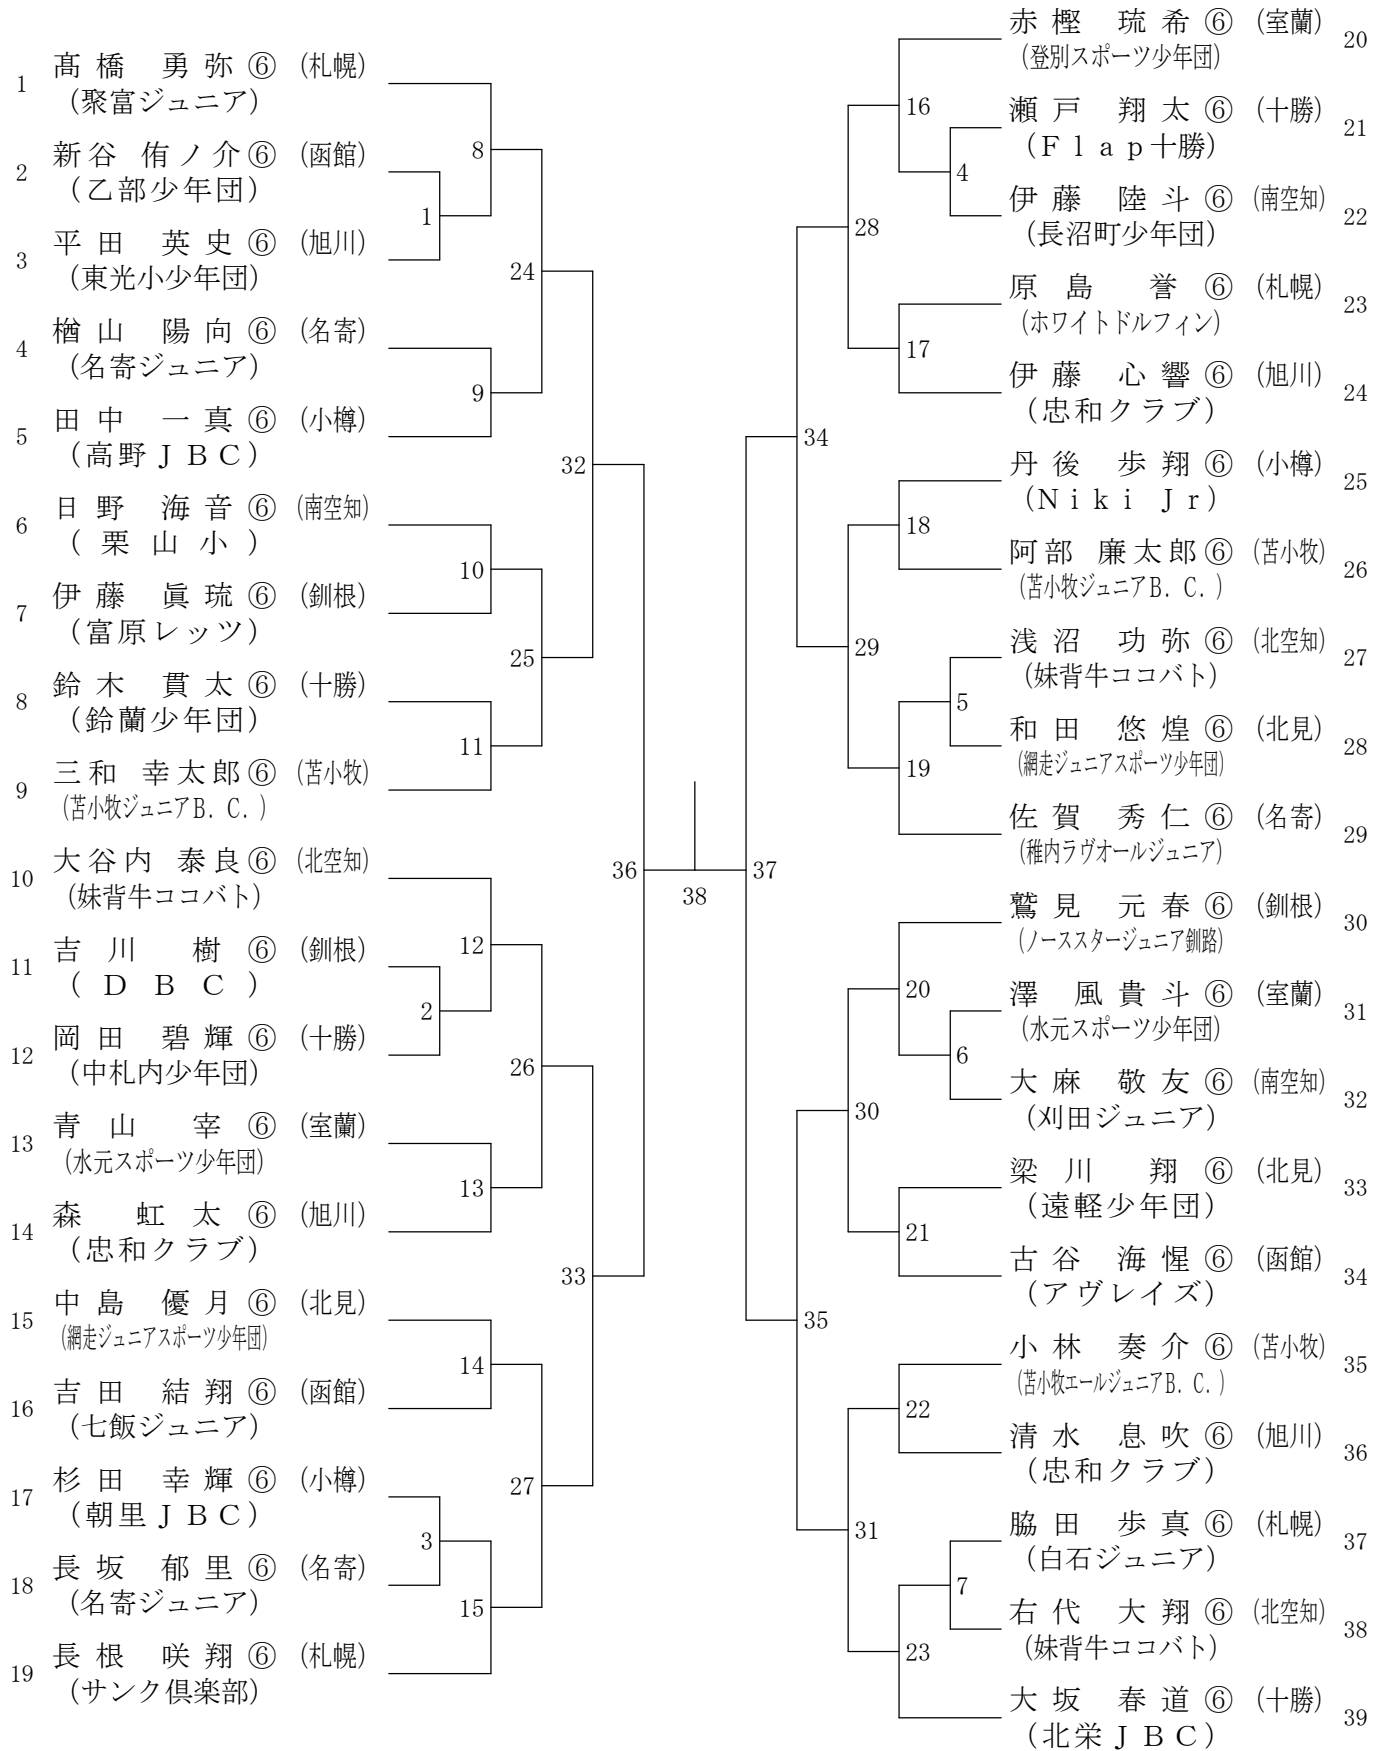 1 髙橋 勇弥⑥ (札幌)
(聚富ジュニア)
2 新谷 侑ノ介⑥ (函館)
(乙部少年団)
3 平田 英史⑥ (旭川)
(東光小少年団)
4 楢山 陽向⑥ (名寄)
(名寄ジュニア)
5 田中 一真⑥ (小樽)
(高野ＪＢＣ)
6 日野 海音⑥ (南空知)
(栗山小)
7 伊藤 眞琉⑥ (釧根)
(富原レッツ)
8 鈴木 貫太⑥ (十勝)
(鈴蘭少年団)
9 三和 幸太郎⑥ (苫小牧)
(苫小牧ジュニアB．C．)
10 大谷内 泰良⑥ (北空知)
(妹背牛ココバト)
11 吉川 樹⑥ (釧根)
(ＤＢＣ)
12 岡田 碧輝⑥ (十勝)
(中札内少年団)
13 青山 宰⑥ (室蘭)
(水元スポーツ少年団)
14 森 虹太⑥ (旭川)
(忠和クラブ)
15 中島 優月⑥ (北見)
(網走ジュニアスポーツ少年団)
16 吉田 結翔⑥ (函館)
(七飯ジュニア)
17 杉田 幸輝⑥ (小樽)
(朝里ＪＢＣ)
18 長坂 郁里⑥ (名寄)
(名寄ジュニア)
19 長根 咲翔⑥ (札幌)
(サンク倶楽部)
1
2
3
8
9
10
11
12
13
14
15
24
25
26
27
32
33
36
38
37
34
35
28
29
30
31
16
17
18
19
20
21
22
23
4
5
6
7
赤樫 琉希⑥ (室蘭) 20
(登別スポーツ少年団)
瀬戸 翔太⑥ (十勝) 21
(Ｆｌａｐ十勝)
伊藤 陸斗⑥ (南空知) 22
(長沼町少年団)
原島 誉⑥ (札幌) 23
(ホワイトドルフィン)
伊藤 心響⑥ (旭川) 24
(忠和クラブ)
丹後 歩翔⑥ (小樽) 25
(Ｎｉｋｉ Ｊｒ)
阿部 廉太郎⑥ (苫小牧) 26
(苫小牧ジュニアB．C．)
浅沼 功弥⑥ (北空知) 27
(妹背牛ココバト)
和田 悠煌⑥ (北見) 28
(網走ジュニアスポーツ少年団)
佐賀 秀仁⑥ (名寄) 29
(稚内ラヴオールジュニア)
鷲見 元春⑥ (釧根) 30
(ノーススタージュニア釧路)
澤 風貴斗⑥ (室蘭) 31
(水元スポーツ少年団)
大麻 敬友⑥ (南空知) 32
(刈田ジュニア)
梁川 翔⑥ (北見) 33
(遠軽少年団)
古谷 海惺⑥ (函館) 34
(アヴレイズ)
小林 奏介⑥ (苫小牧) 35
(苫小牧エールジュニアB．C．)
清水 息吹⑥ (旭川) 36
(忠和クラブ)
脇田 歩真⑥ (札幌) 37
(白石ジュニア)
右代 大翔⑥ (北空知) 38
(妹背牛ココバト)
大坂 春道⑥ (十勝) 39
(北栄ＪＢＣ)